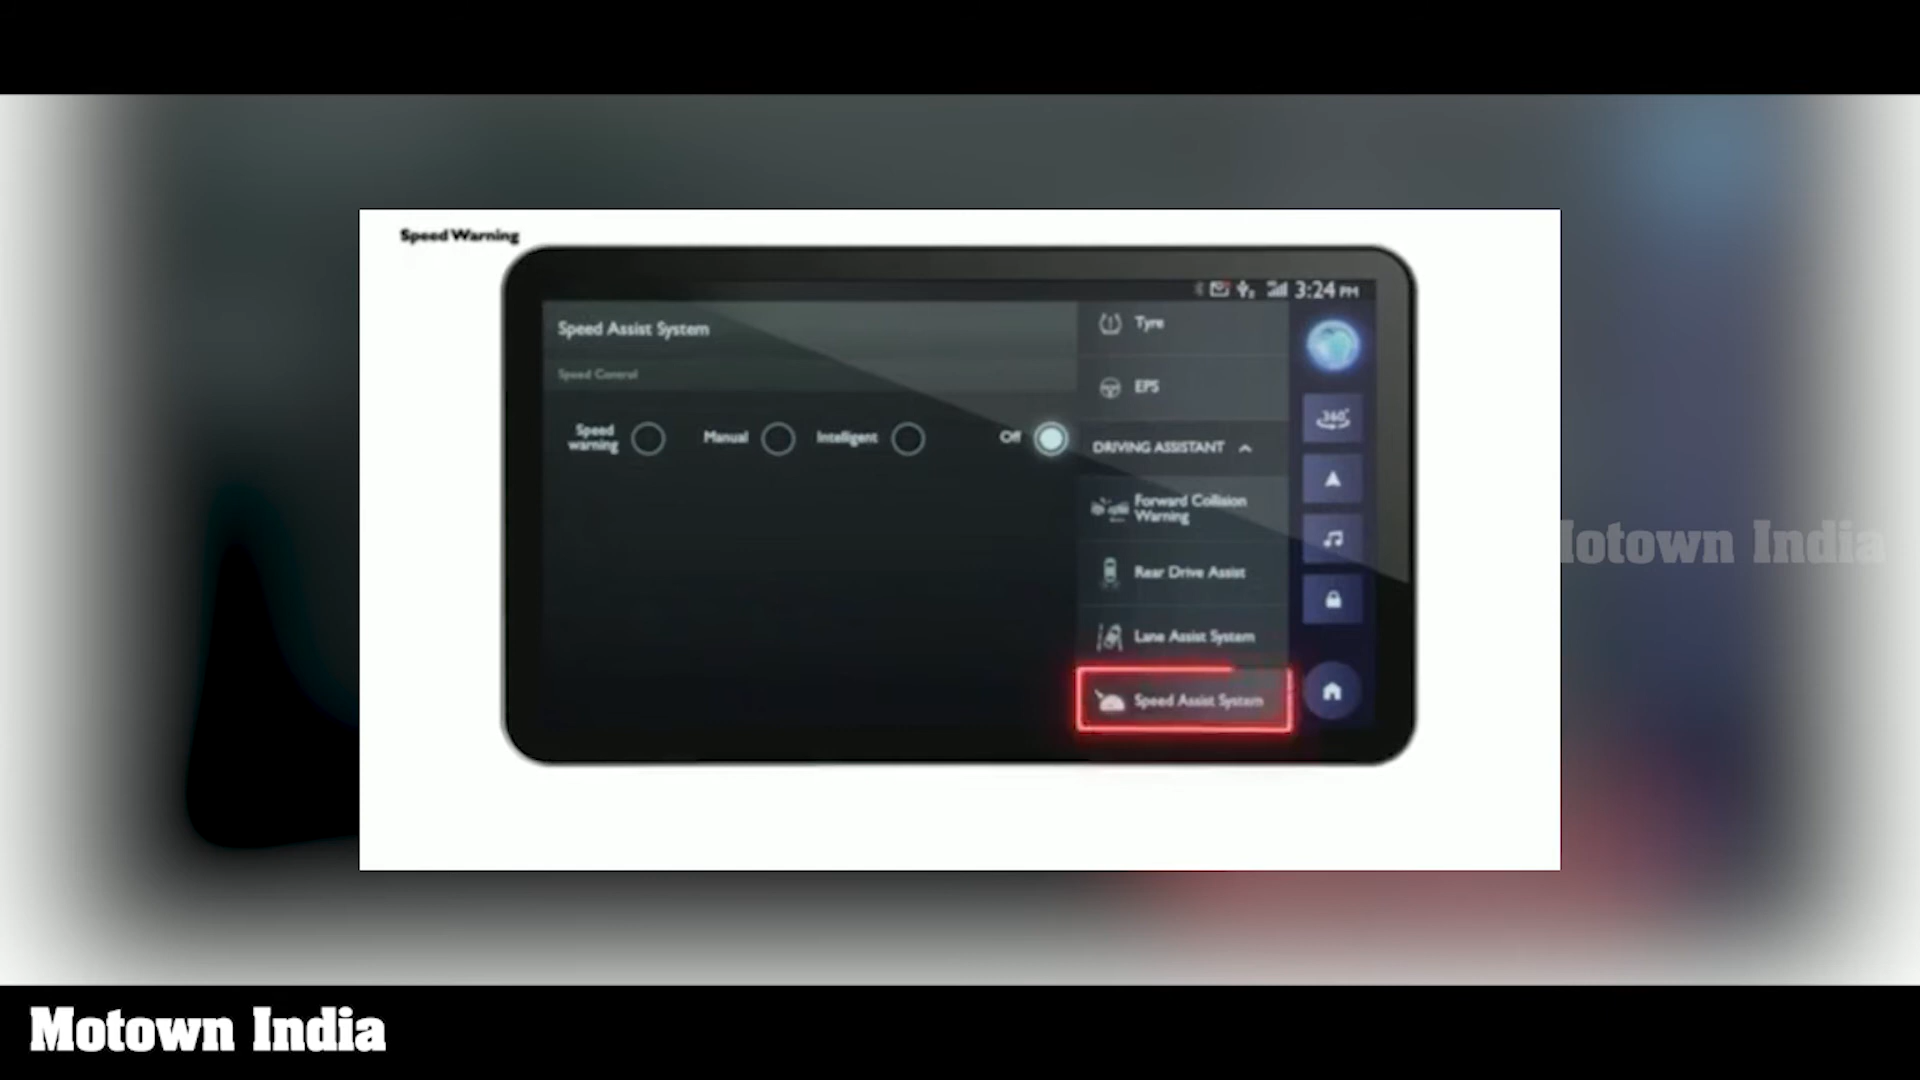 Speed Warning
3:24 PM
Speed Assist System
Speed Control
Speed
warning
Manual
Intelligent
Off
Tyre
EPS
DRIVING ASSISTANT
Forward Collision
Warning
Rear Drive Assist
Lane Assist System
Speed Assist System
360°
Motown India
Motown India